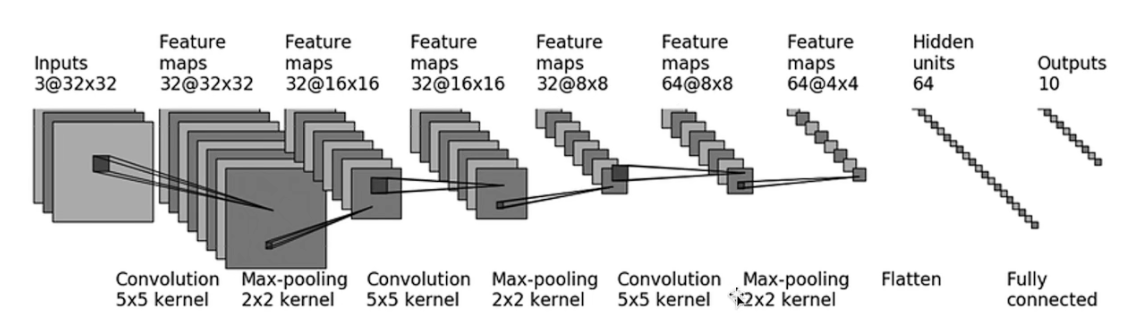 Inputs
3@32x32
Feature
maps
32@32x32
Feature
maps
32@16x16
Feature
maps
32@16x16
Feature
maps
32@8x8
Feature
maps
64@8x8
Feature
maps
64@4x4
Hidden
units
64
Outputs
10
Convolution
5x5 kernel
Max-pooling
2x2 kernel
Convolution
5x5 kernel
Max-pooling
2x2 kernel
Convolution
5x5 kernel
Max-pooling
2x2 kernel
Flatten
Fully
connected